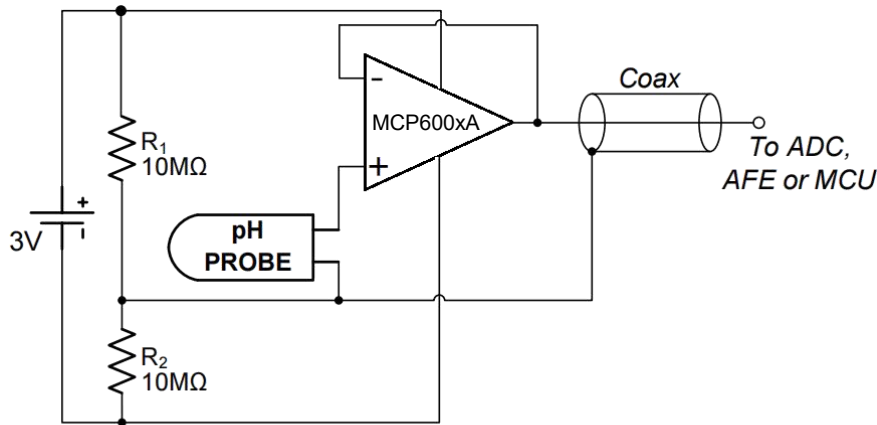 Coax
-
MCP600xA
+
R1
10MΩ
To ADC,
AFE or MCU
+
3V
-
pH
PROBE
R2
10MΩ